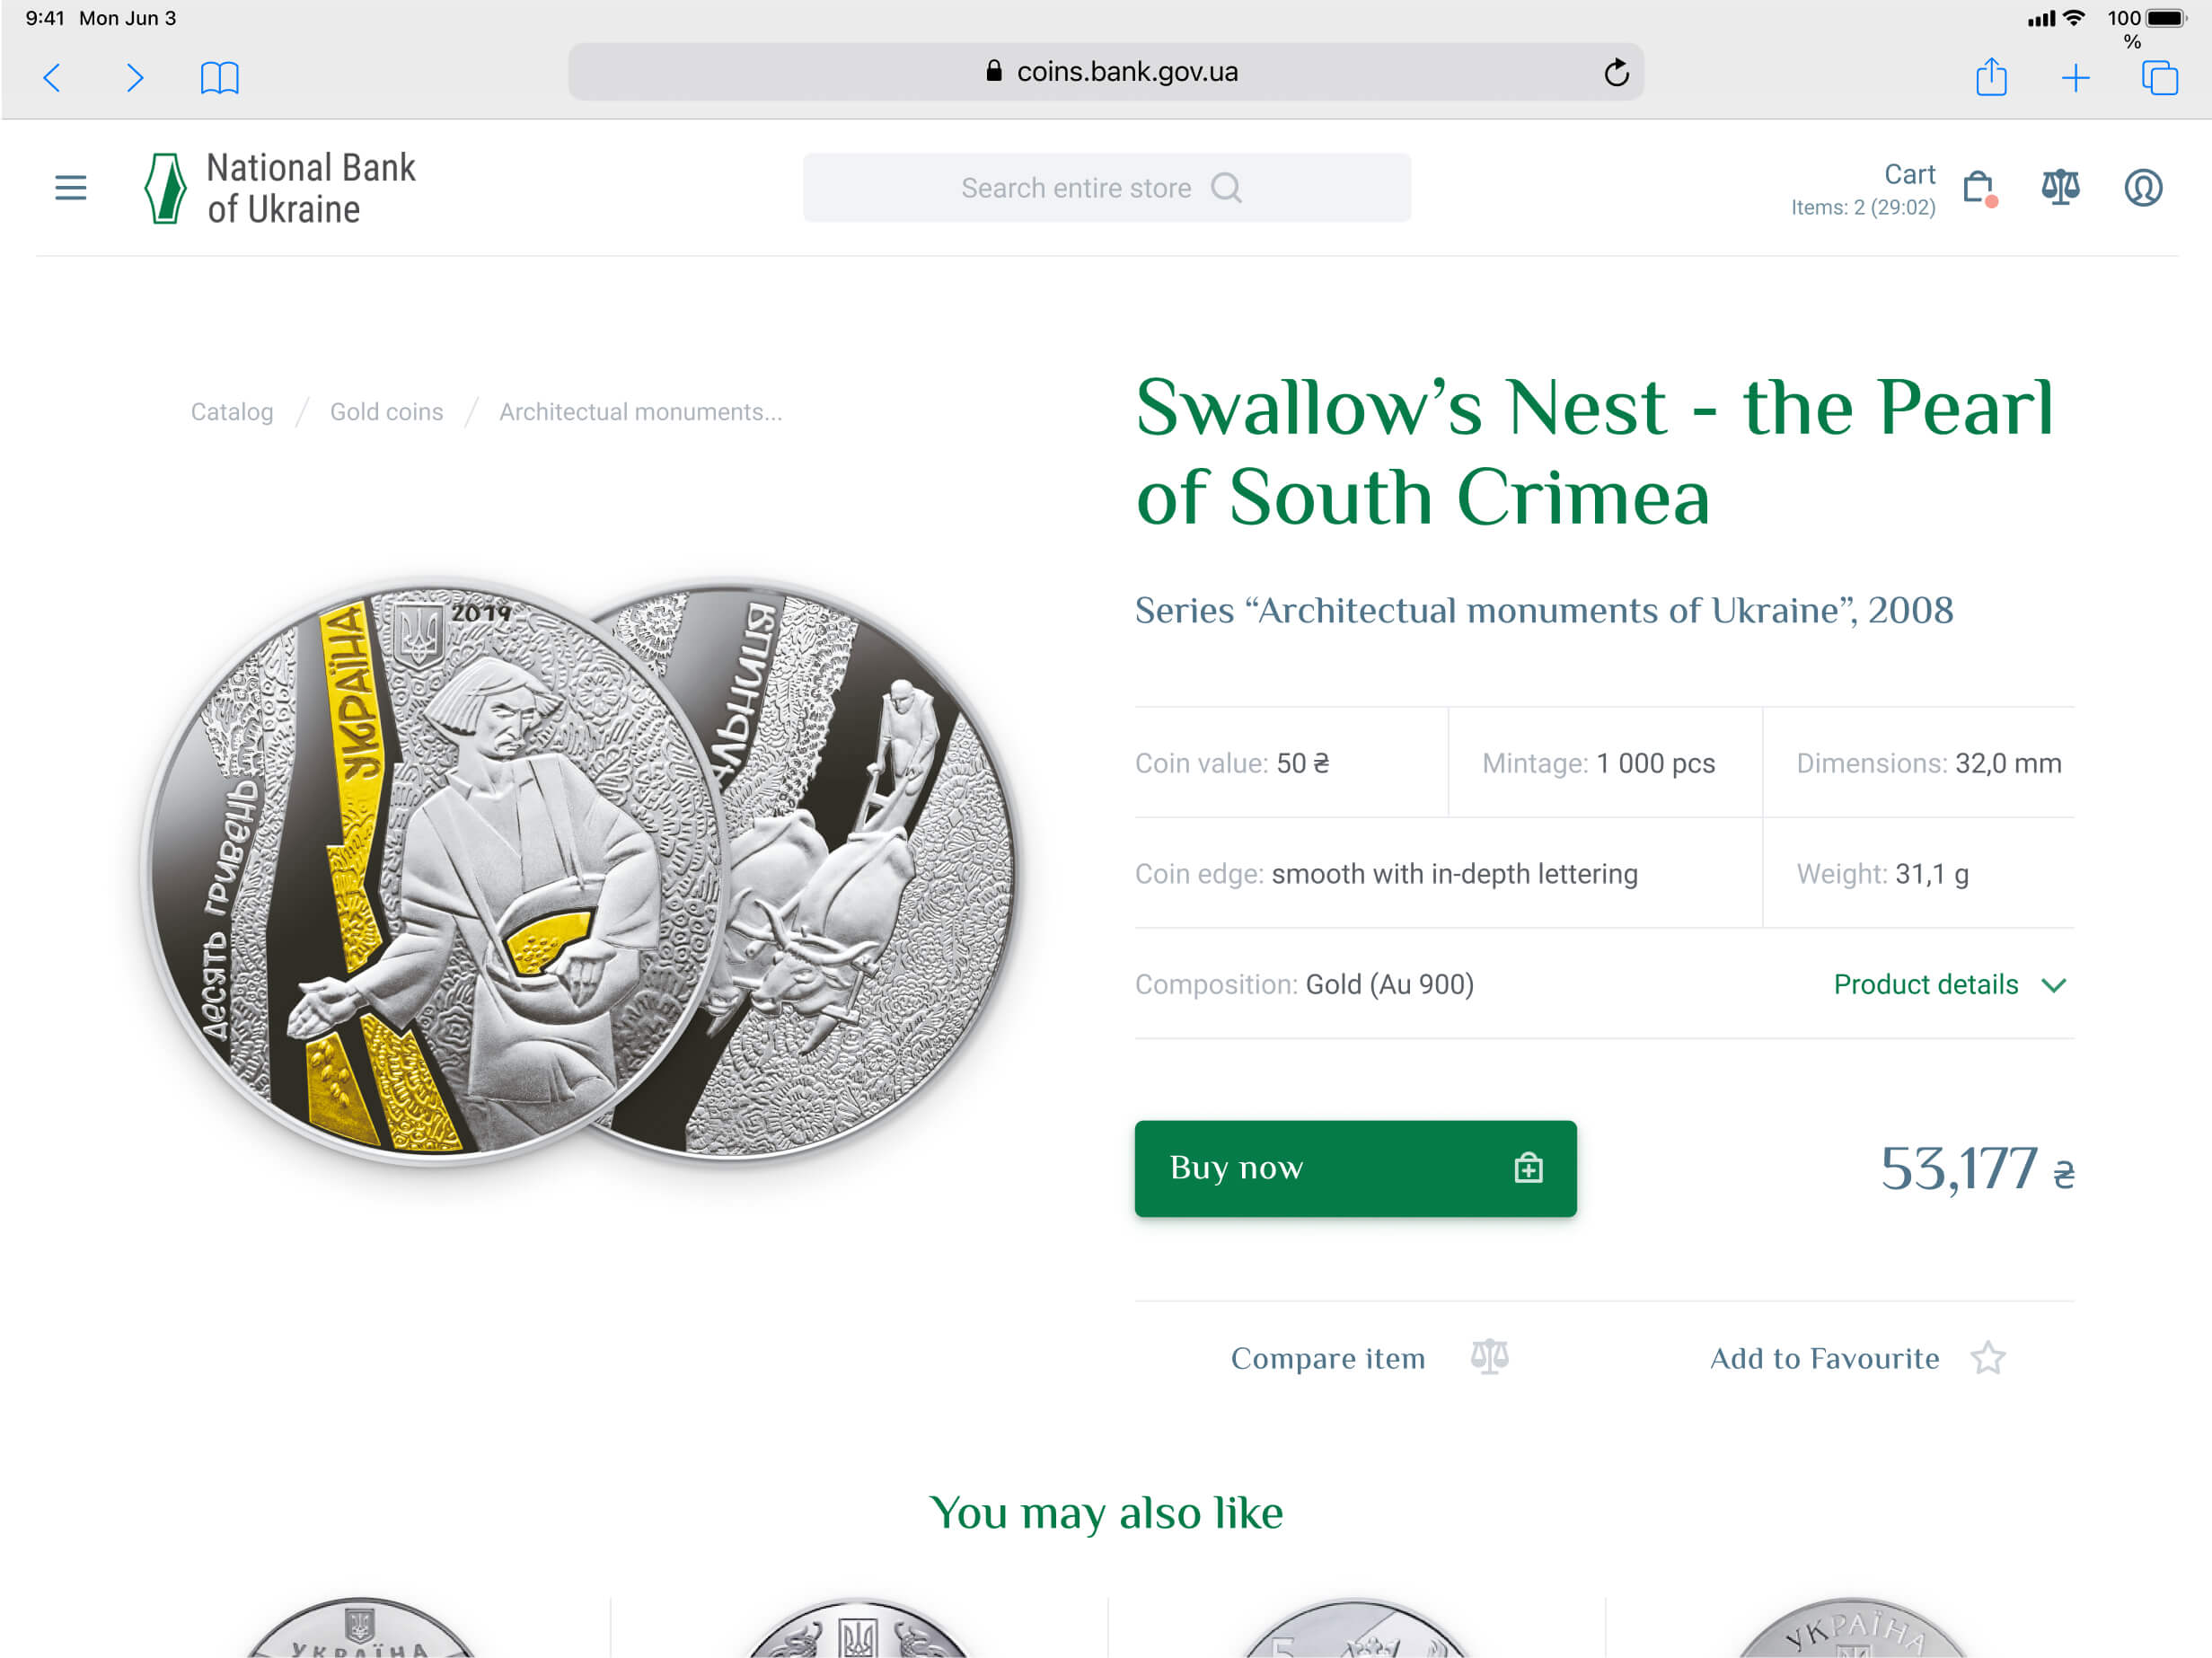 9:41 Mon Jun 3
100
%
coins.bank.gov.ua
National Bank
of Ukraine
Search entire store
Cart
Items: 2 (29:02)
Catalog / Gold coins / Architectual monuments...
Swallow’s Nest - the Pearl
of South Crimea
Series “Architectual monuments of Ukraine”, 2008
УКРАЇНА
2019
ДЕСЯТЬ ГРИВЕНЬ
АЛЬНИЦЯ
Coin value: 50 ₴
Mintage: 1 000 pcs
Dimensions: 32,0 mm
Coin edge: smooth with in-depth lettering
Weight: 31,1 g
Composition: Gold (Au 900)
Product details
Buy now
53,177 ₴
Compare item
Add to Favourite
You may also like
УКРАЇНА
5
УКРАЇНА